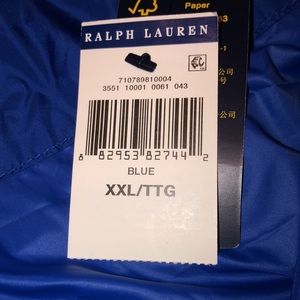 Paper
RALPH LAUREN
710789810004
3551 10001 0061 043
8 82953 82744 2
BLUE
XXL/TTG